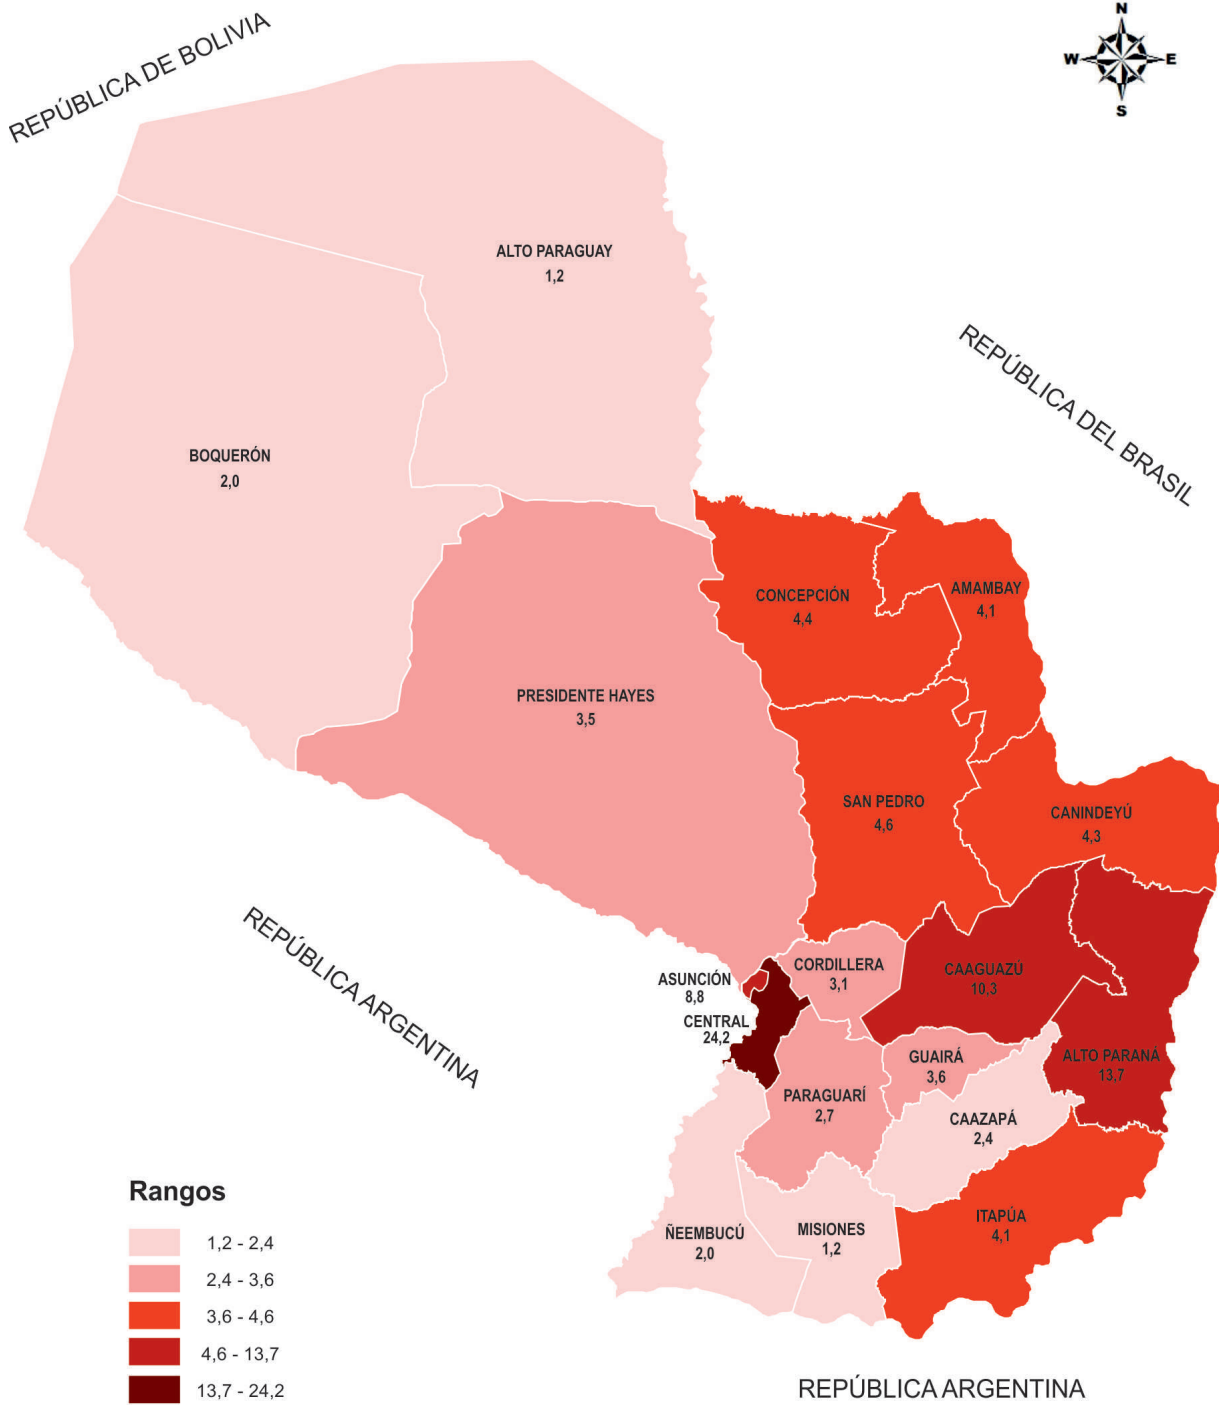 N
W
E
S
REPÚBLICA DE BOLIVIA
ALTO PARAGUAY
1,2
REPÚBLICA DEL BRASIL
BOQUERÓN
2,0
CONCEPCIÓN
4,4
AMAMBAY
4,1
PRESIDENTE HAYES
3,5
SAN PEDRO
4,6
CANINDEYÚ
4,3
REPÚBLICA ARGENTINA
ASUNCIÓN
8,8
CORDILLERA
3,1
CAAGUAZÚ
10,3
CENTRAL
24,2
GUAIRÁ
3,6
ALTO PARANÁ
13,7
PARAGUARÍ
2,7
CAAZAPÁ
2,4
ÑEEMBUCÚ
2,0
MISIONES
1,2
ITAPÚA
4,1
Rangos
1,2 - 2,4
2,4 - 3,6
3,6 - 4,6
4,6 - 13,7
13,7 - 24,2
REPÚBLICA ARGENTINA